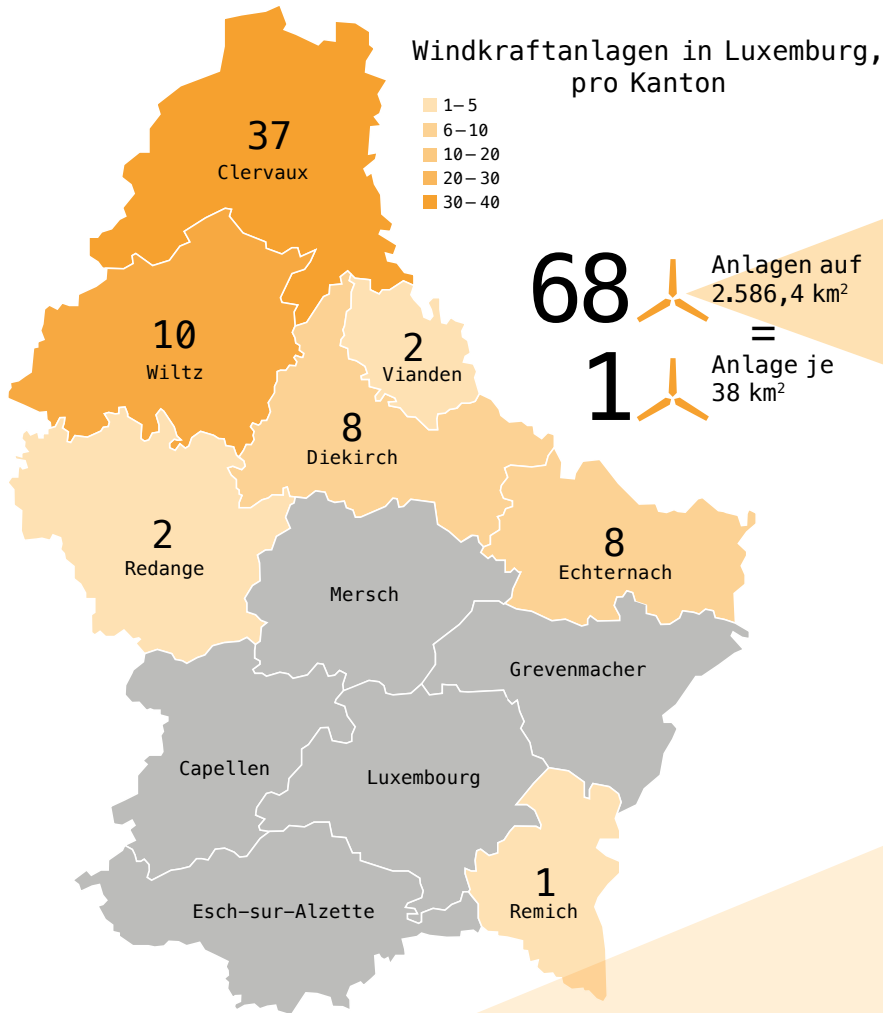 Windkraftanlagen in Luxemburg,
pro Kanton
1–5
6–10
10–20
20–30
30–40
37
Clervaux
68
Anlagen auf
2.586,4 km²
=
1
Anlage je
38 km²
10
Wiltz
2
Vianden
8
Diekirch
2
Redange
8
Echternach
Mersch
Grevenmacher
Capellen
Luxembourg
1
Remich
Esch–sur–Alzette